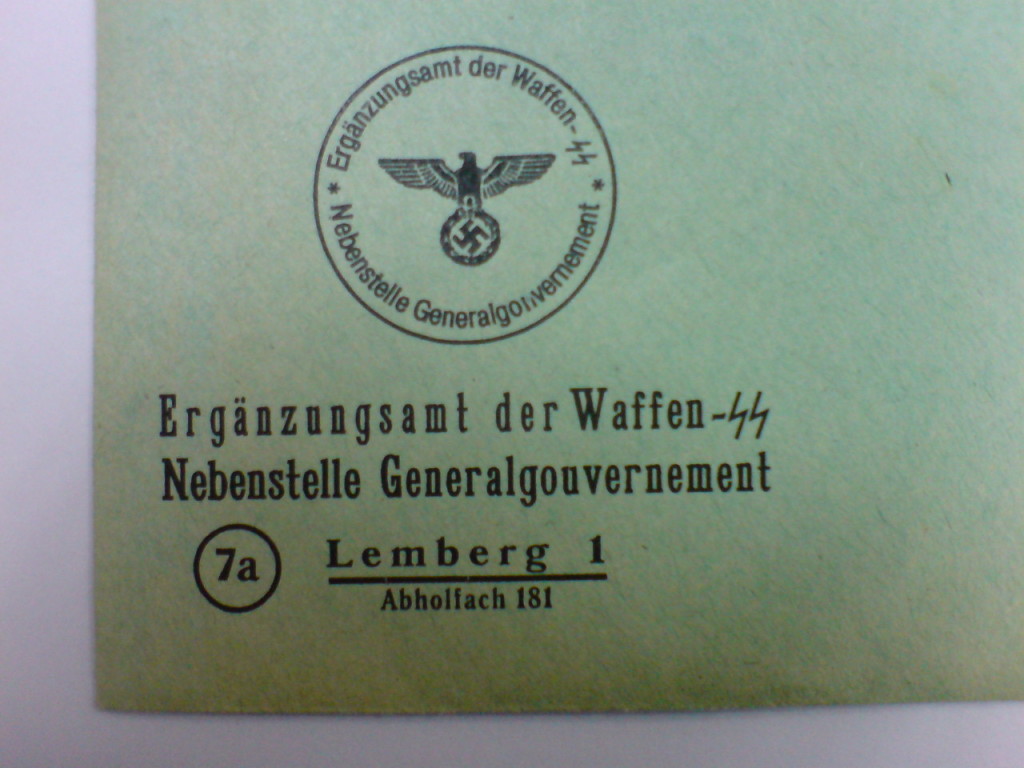 Ergänzungsamt der Waffen-ᛋᛋ
* Nebenstelle Generalgouvernement *
Ergänzungsamt der Waffen-ᛋᛋ
Nebenstelle Generalgouvernement
7a Lemberg 1
Abholfach 181